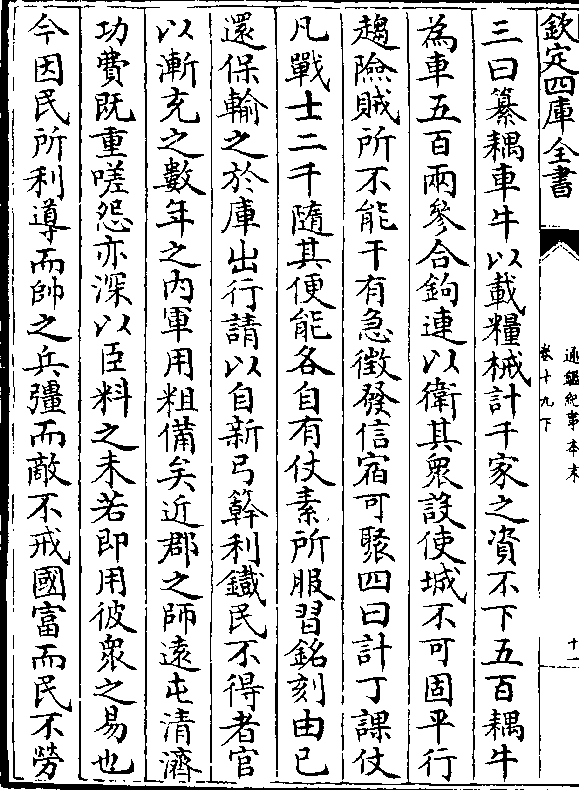 欽定四庫全書
通鑑紀事本末
卷十九下
十一
三曰纂耦車牛以載糧械計千家之資不下五百耦牛
為車五百兩參合鉤連以衛其衆設使城不可固平行
趨險賊所不能干有急徵發信宿可聚四曰計丁課仗
凡戰士二千隨其便能各自有仗素所服習銘刻由已
還保輸之於庫出行請以自新弓簳利鐵民不得者官
以漸充之數年之内軍用粗備矣近郡之師遠屯清濟
功費既重嗟怨亦深以臣料之未若即用彼衆之易也
今因民所利導而帥之兵彊而敵不戒國富而民不勞